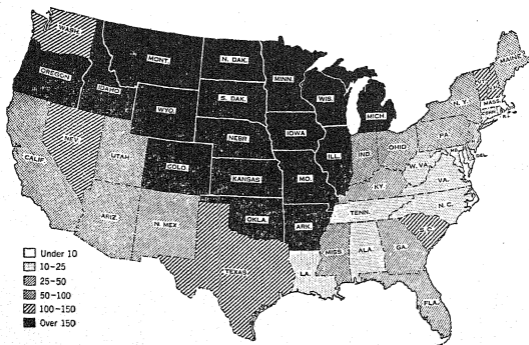 WASH.
MONT.
N. DAK.
MINN.
MAINE
OREGON
IDAHO
S. DAK.
WIS.
MICH.
N. Y.
MASS.
WYO.
NEBR.
IOWA
PA.
NEV.
UTAH
COLO.
KANSAS
MO.
ILL.
IND.
OHIO
W. VA.
DEL.
CALIF.
KY.
VA.
ARIZ.
N. MEX.
OKLA.
ARK.
TENN.
N. C.
S. C.
TEXAS
LA.
MISS.
ALA.
GA.
FLA.
Under 10
10-25
25-50
50-100
100-150
Over 150